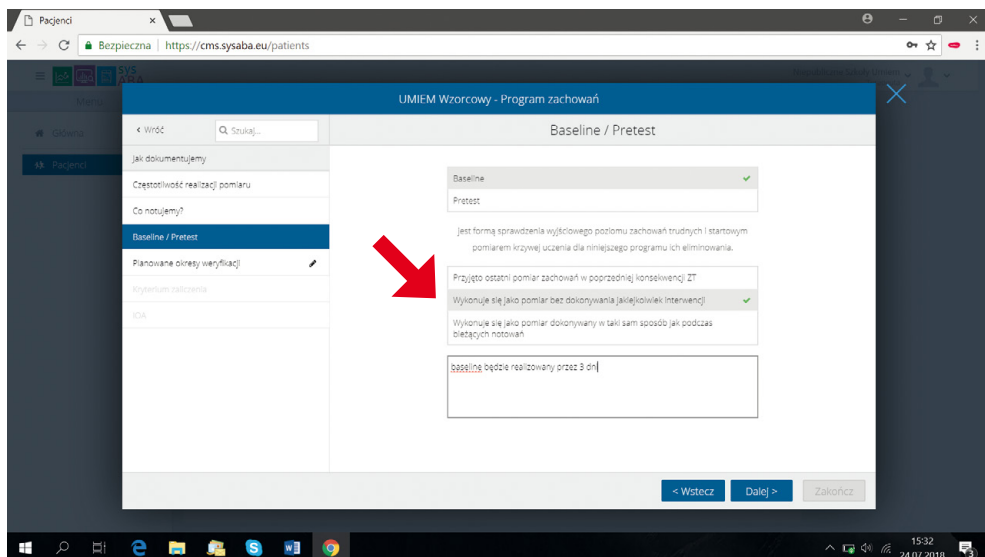 Pacjenci
Bezpieczna | https://cms.sysaba.eu/patients
SYS
ABA
Menu
Główna
Pacjenci
UMIEM Wzorcowy - Program zachowań
< Wróć
Szukaj...
Baseline / Pretest
Jak dokumentujemy
Częstotliwość realizacji pomiaru
Co notujemy?
Baseline / Pretest
Planowane okresy weryfikacji
Kryterium zaliczenia
IOA
Baseline
Pretest
Jest formą sprawdzenia wyjściowego poziomu zachowań trudnych i startowym
pomiarem krzywej uczenia dla niniejszego programu ich eliminowania.
Przyjęto ostatni pomiar zachowań w poprzedniej konsekwencji ZT
Wykonuje się jako pomiar bez dokonywania jakiejkolwiek interwencji
Wykonuje się jako pomiar dokonywany w taki sam sposób jak podczas
bieżących notowań
baseline będzie realizowany przez 3 dni
< Wstecz
Dalej >
Zakończ
15:32
24.07.2018
3